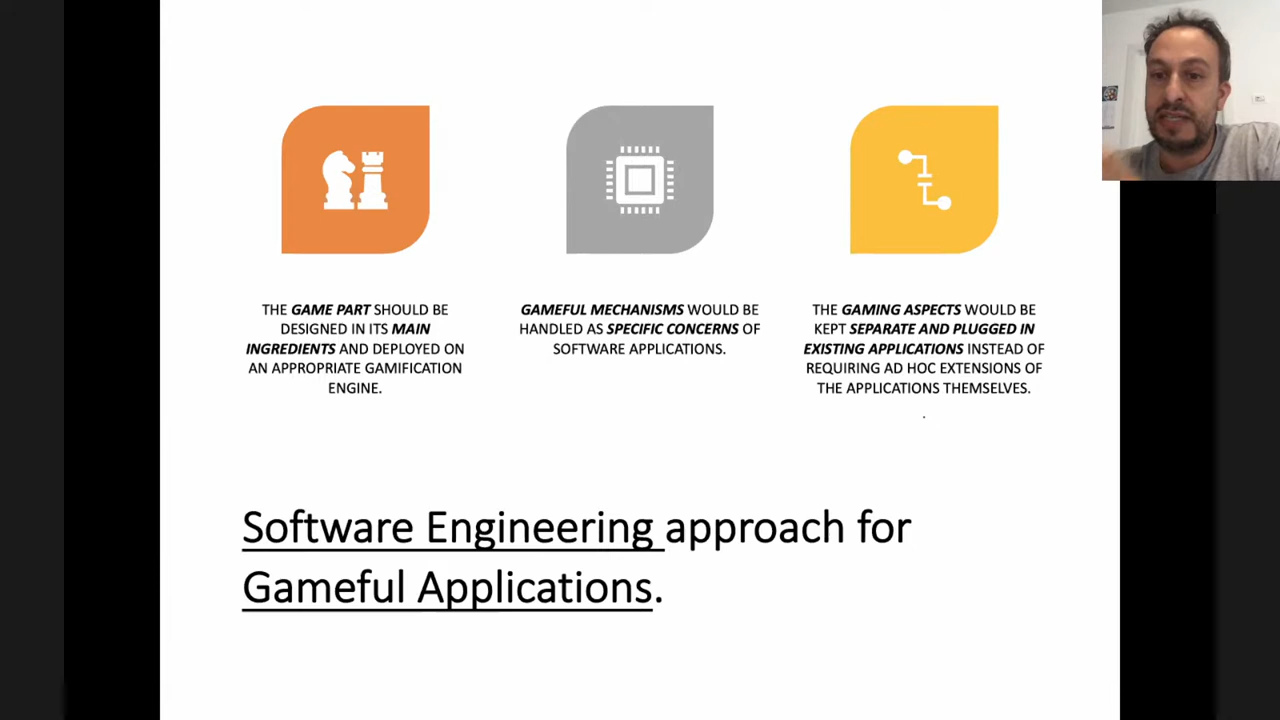 THE GAME PART SHOULD BE
DESIGNED IN ITS MAIN
INGREDIENTS AND DEPLOYED ON
AN APPROPRIATE GAMIFICATION
ENGINE.
GAMEFUL MECHANISMS WOULD BE
HANDLED AS SPECIFIC CONCERNS OF
SOFTWARE APPLICATIONS.
THE GAMING ASPECTS WOULD BE
KEPT SEPARATE AND PLUGGED IN
EXISTING APPLICATIONS INSTEAD OF
REQUIRING AD HOC EXTENSIONS OF
THE APPLICATIONS THEMSELVES.
.
Software Engineering approach for
Gameful Applications.